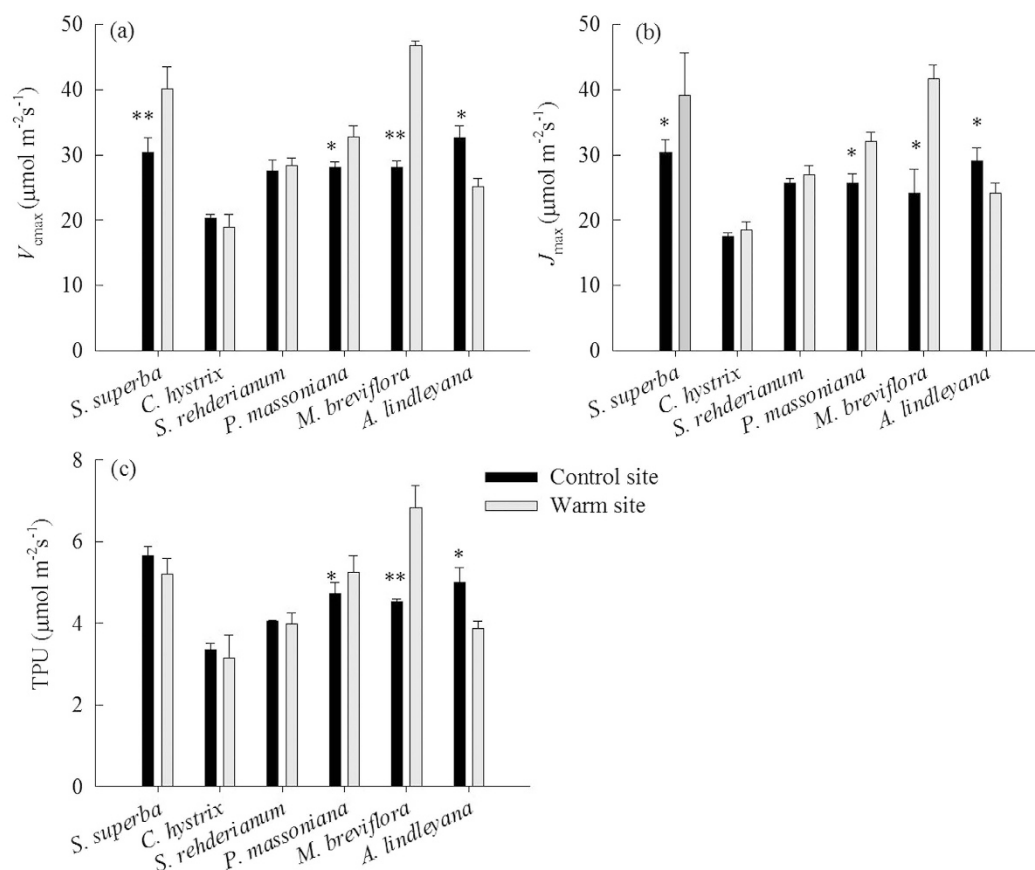 (a)
V_cmax (μmol m⁻²s⁻¹)
50
40
30
20
10
0
**
*
**
*
S. superba
C. hystrix
S. rehderianum
P. massoniana
M. breviflora
A. lindleyana
(b)
J_max (μmol m⁻²s⁻¹)
50
40
30
20
10
0
*
*
*
*
S. superba
C. hystrix
S. rehderianum
P. massoniana
M. breviflora
A. lindleyana
(c)
TPU (μmol m⁻²s⁻¹)
8
6
4
2
0
*
**
*
S. superba
C. hystrix
S. rehderianum
P. massoniana
M. breviflora
A. lindleyana
Control site
Warm site